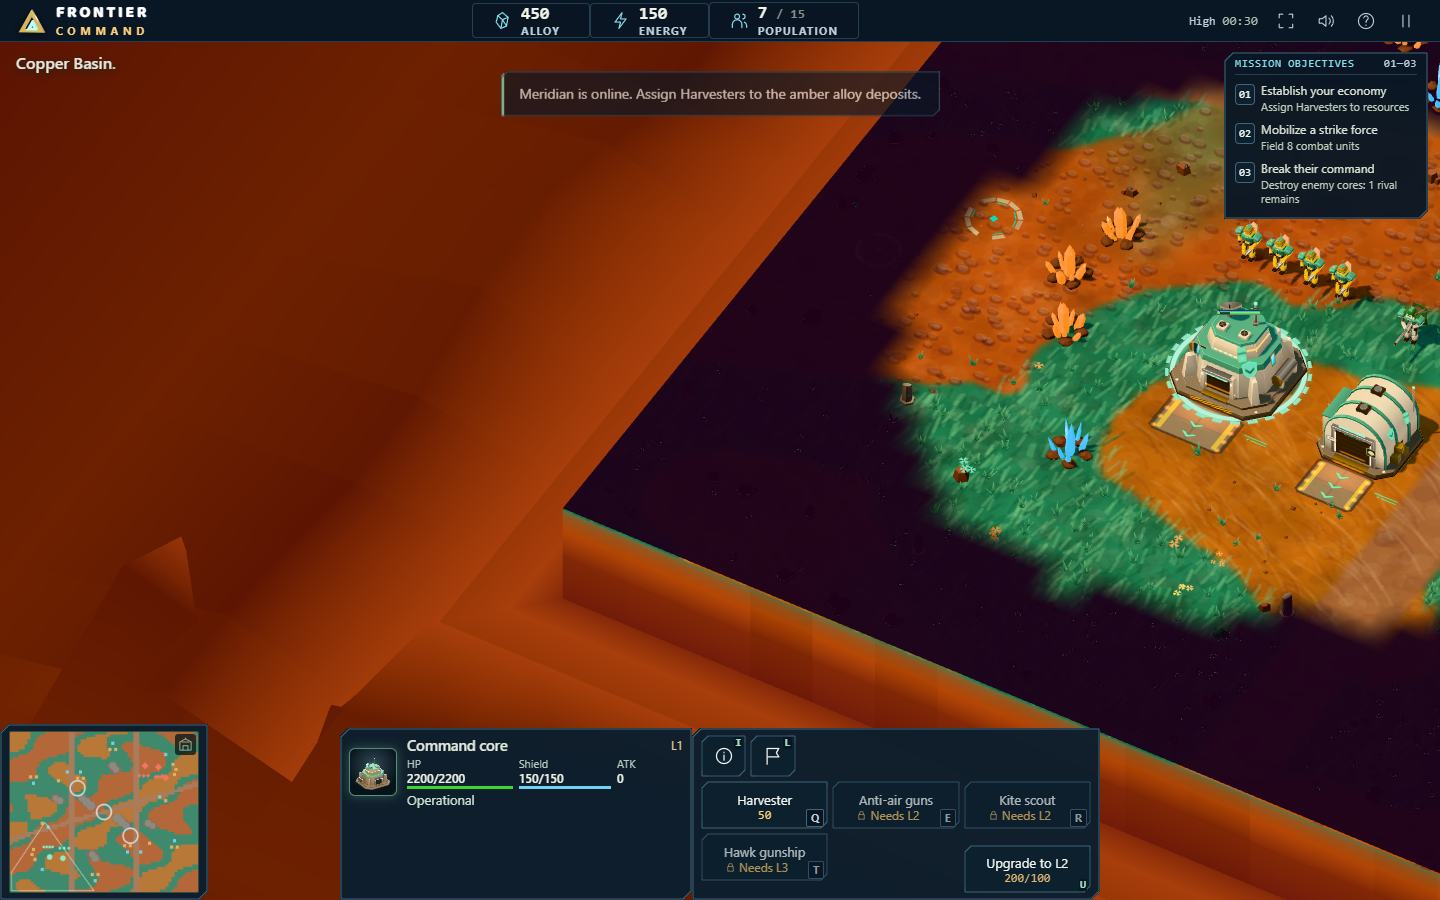 FRONTIER
COMMAND
450
ALLOY
150
ENERGY
7 / 15
POPULATION
High 00:30
Copper Basin.
Meridian is online. Assign Harvesters to the amber alloy deposits.
MISSION OBJECTIVES 01—03
01 Establish your economy
Assign Harvesters to resources
02 Mobilize a strike force
Field 8 combat units
03 Break their command
Destroy enemy cores: 1 rival
remains
Command core L1
HP Shield ATK
2200/2200 150/150 0
Operational
I L
Harvester
50 Q
Anti-air guns
Needs L2 E
Kite scout
Needs L2 R
Hawk gunship
Needs L3 T
Upgrade to L2
200/100
U